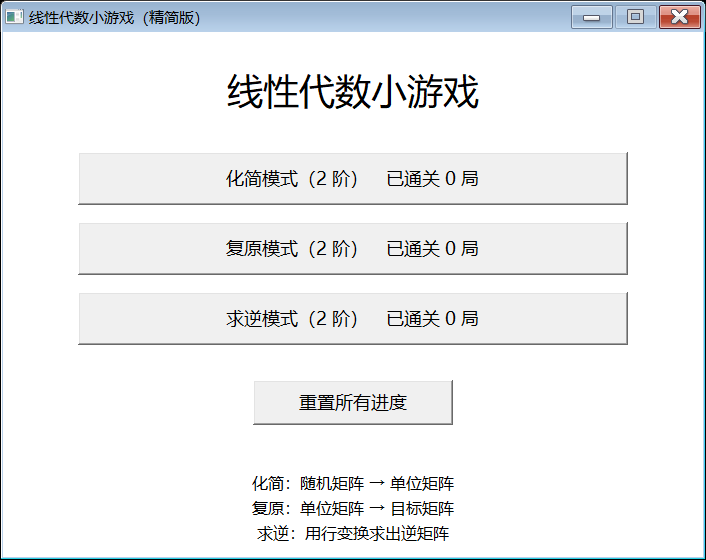 线性代数小游戏（精简版）
线性代数小游戏
化简模式（2 阶）　已通关 0 局
复原模式（2 阶）　已通关 0 局
求逆模式（2 阶）　已通关 0 局
重置所有进度
化简：随机矩阵 → 单位矩阵
复原：单位矩阵 → 目标矩阵
求逆：用行变换求出逆矩阵